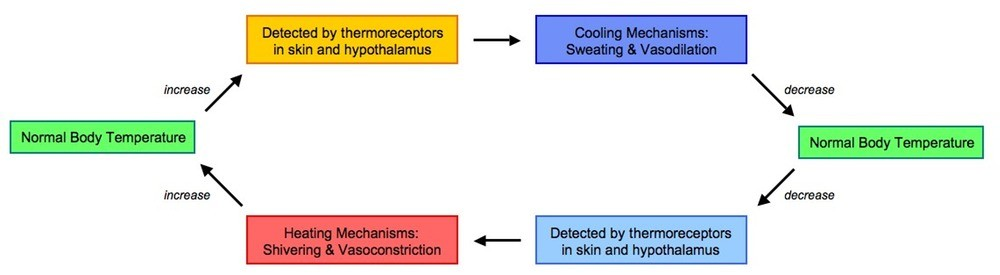 Detected by thermoreceptors
in skin and hypothalamus
Cooling Mechanisms:
Sweating & Vasodilation
increase
decrease
Normal Body Temperature
Normal Body Temperature
increase
decrease
Heating Mechanisms:
Shivering & Vasoconstriction
Detected by thermoreceptors
in skin and hypothalamus